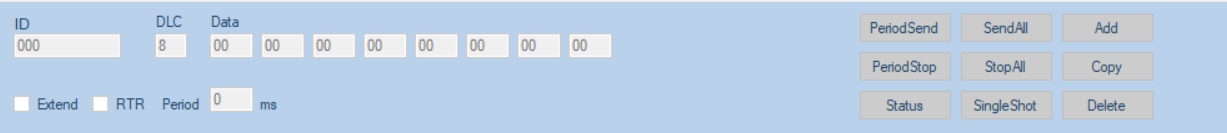 ID DLC Data PeriodSend SendAll Add
000 8 00 00 00 00 00 00 00 00
PeriodStop StopAll Copy
Extend RTR Period 0 ms Status SingleShot Delete